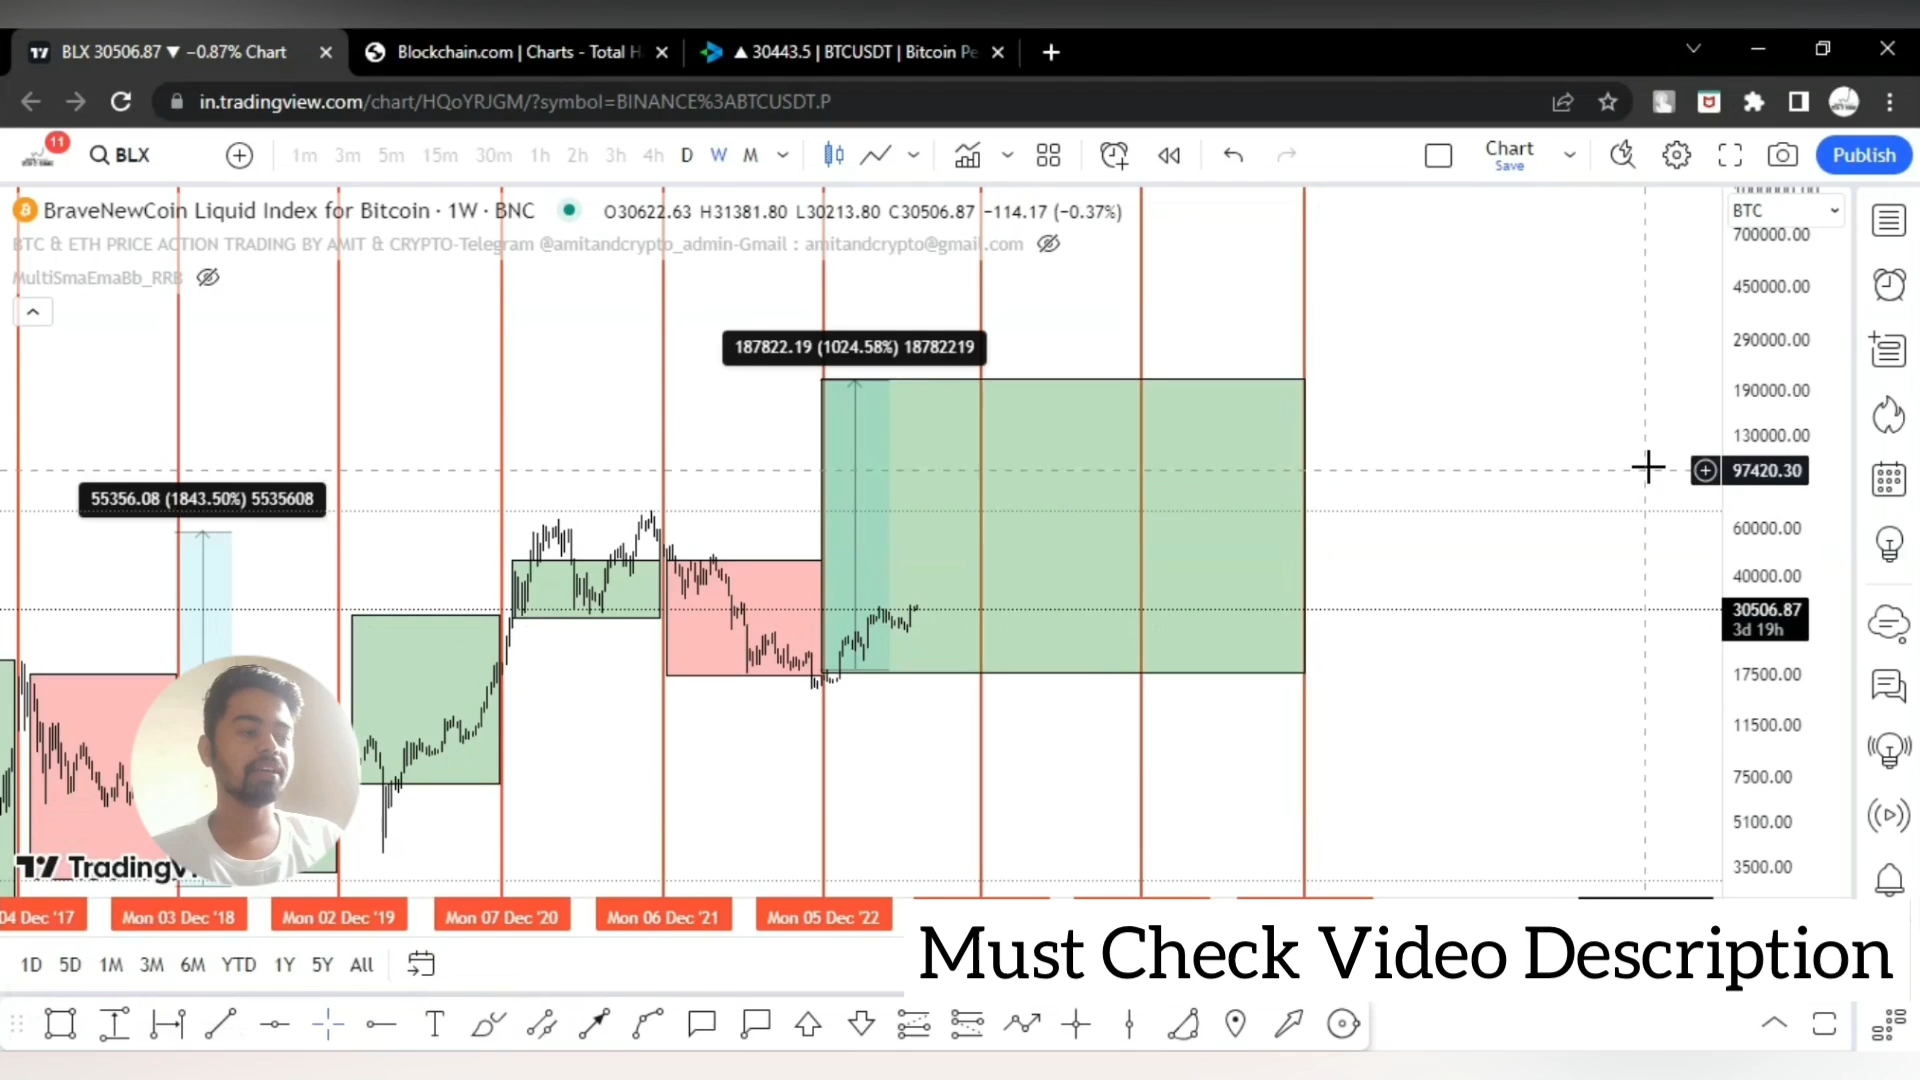 BLX 30506.87 ▼ −0.87% Chart
Blockchain.com | Charts - Total H
▲ 30443.5 | BTCUSDT | Bitcoin Pe
in.tradingview.com/chart/HQoYRJGM/?symbol=BINANCE%3ABTCUSDT.P
11
BLX
1m 3m 5m 15m 30m 1h 2h 3h 4h D W M
Chart
Save
Publish
BraveNewCoin Liquid Index for Bitcoin · 1W · BNC
O30622.63 H31381.80 L30213.80 C30506.87 −114.17 (−0.37%)
BTC & ETH PRICE ACTION TRADING BY AMIT & CRYPTO-Telegram @amitandcrypto_admin-Gmail : amitandcrypto@gmail.com
MultiSmaEmaBb_RRB
BTC
700000.00
450000.00
290000.00
190000.00
130000.00
97420.30
60000.00
40000.00
30506.87
3d 19h
17500.00
11500.00
7500.00
5100.00
3500.00
187822.19 (1024.58%) 18782219
55356.08 (1843.50%) 5535608
TradingV
04 Dec '17
Mon 03 Dec '18
Mon 02 Dec '19
Mon 07 Dec '20
Mon 06 Dec '21
Mon 05 Dec '22
Must Check Video Description
1D 5D 1M 3M 6M YTD 1Y 5Y All